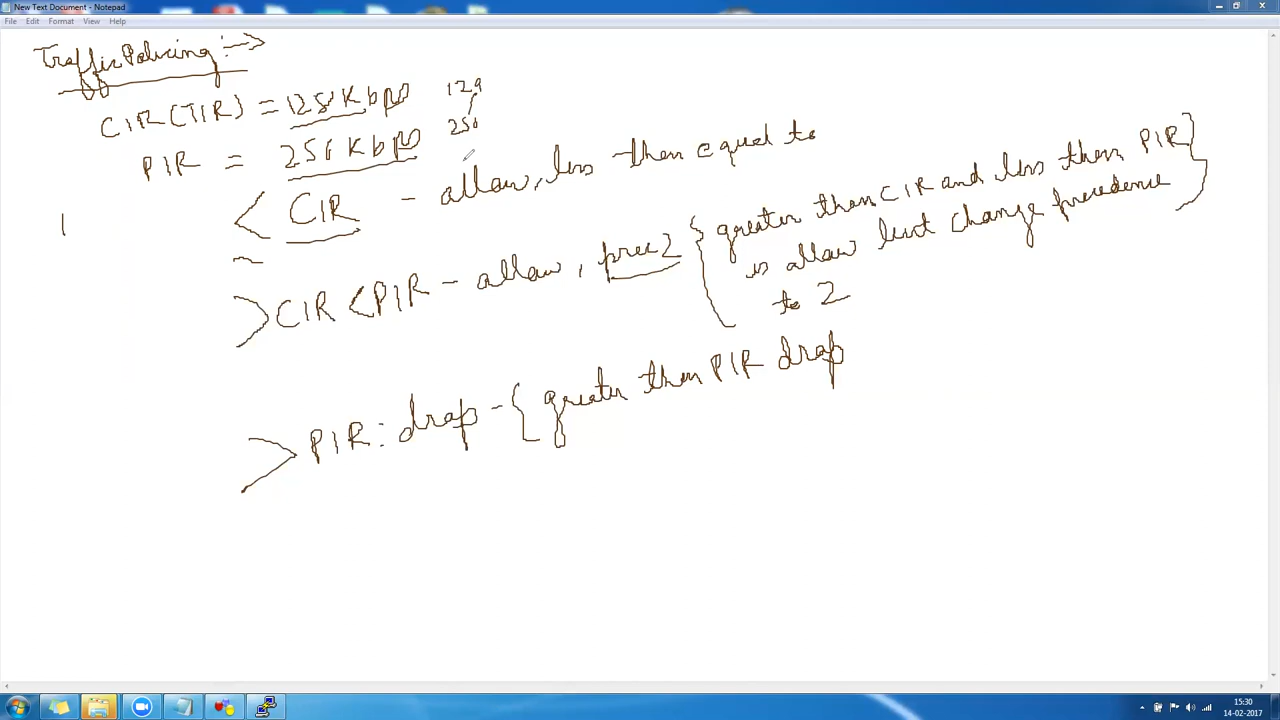 New Text Document - Notepad
File Edit Format View Help
Traffic Policing :→
CIR(TIR) = 128Kbps 129
PIR = 256 Kbps 256
< CIR - allow, less then equal to
=
> CIR < PIR - allow, prec 2 { greater then CIR and less then PIR }
is allow but change precedence
to 2
> PIR : drop - { greater then PIR drop
15:30
14-02-2017